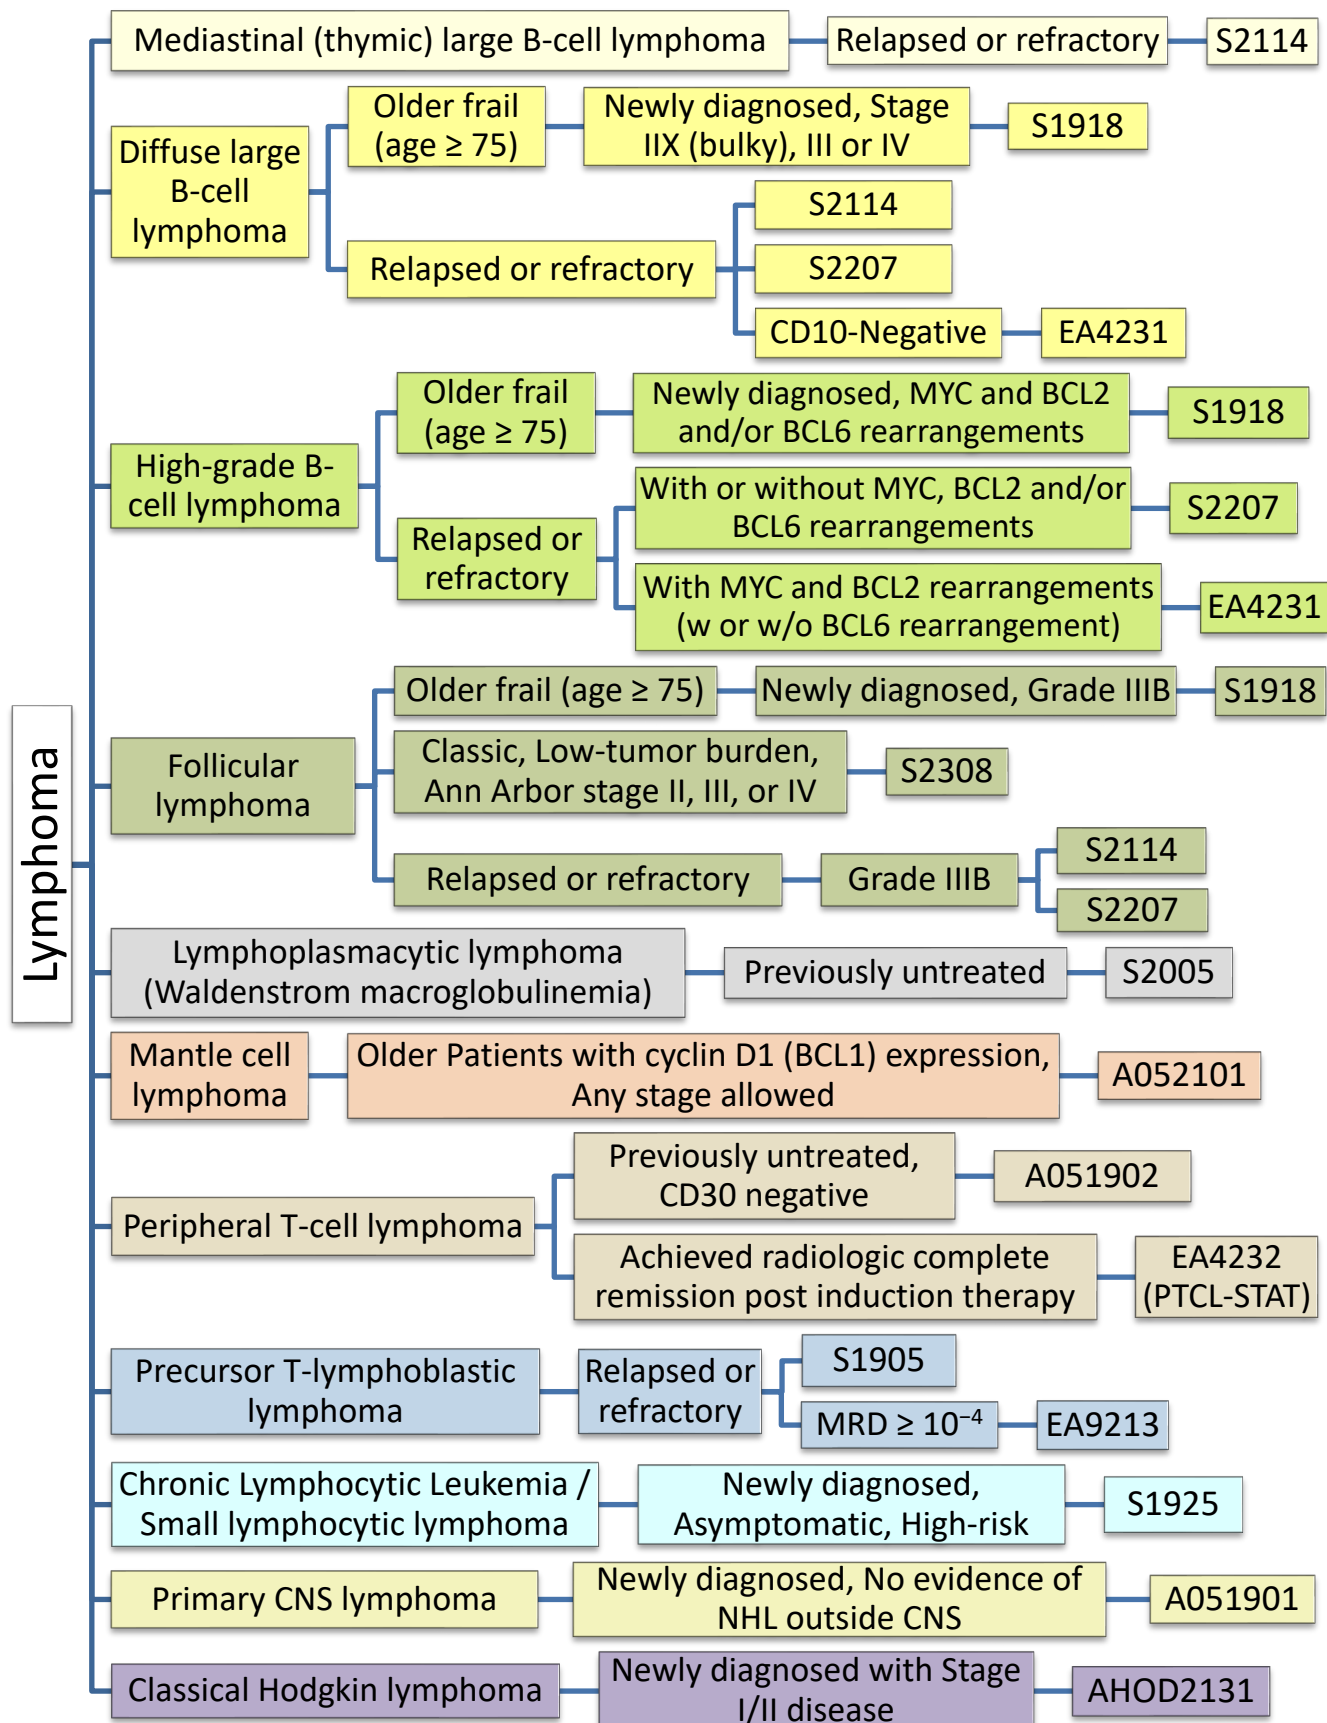 Lymphoma
Mediastinal (thymic) large B-cell lymphoma
Relapsed or refractory
S2114
Diffuse large
B-cell
lymphoma
Older frail
(age ≥ 75)
Newly diagnosed, Stage
IIX (bulky), III or IV
S1918
Relapsed or refractory
S2114
S2207
CD10-Negative
EA4231
High-grade B-
cell lymphoma
Older frail
(age ≥ 75)
Newly diagnosed, MYC and BCL2
and/or BCL6 rearrangements
S1918
Relapsed or
refractory
With or without MYC, BCL2 and/or
BCL6 rearrangements
S2207
With MYC and BCL2 rearrangements
(w or w/o BCL6 rearrangement)
EA4231
Follicular
lymphoma
Older frail (age ≥ 75)
Newly diagnosed, Grade IIIB
S1918
Classic, Low-tumor burden,
Ann Arbor stage II, III, or IV
S2308
Relapsed or refractory
Grade IIIB
S2114
S2207
Lymphoplasmacytic lymphoma
(Waldenstrom macroglobulinemia)
Previously untreated
S2005
Mantle cell
lymphoma
Older Patients with cyclin D1 (BCL1) expression,
Any stage allowed
A052101
Peripheral T-cell lymphoma
Previously untreated,
CD30 negative
A051902
Achieved radiologic complete
remission post induction therapy
EA4232
(PTCL-STAT)
Precursor T-lymphoblastic
lymphoma
Relapsed or
refractory
S1905
MRD ≥ 10⁻⁴
EA9213
Chronic Lymphocytic Leukemia /
Small lymphocytic lymphoma
Newly diagnosed,
Asymptomatic, High-risk
S1925
Primary CNS lymphoma
Newly diagnosed, No evidence of
NHL outside CNS
A051901
Classical Hodgkin lymphoma
Newly diagnosed with Stage
I/II disease
AHOD2131